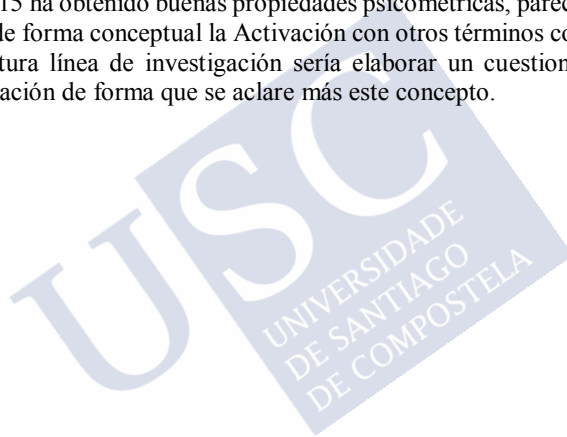 15 ha obtenido buenas propiedades psicométricas, parec
de forma conceptual la Activación con otros términos co
tura línea de investigación sería elaborar un cuestion
ación de forma que se aclare más este concepto.
USC
UNIVERSIDADE
DE SANTIAGO
DE COMPOSTELA